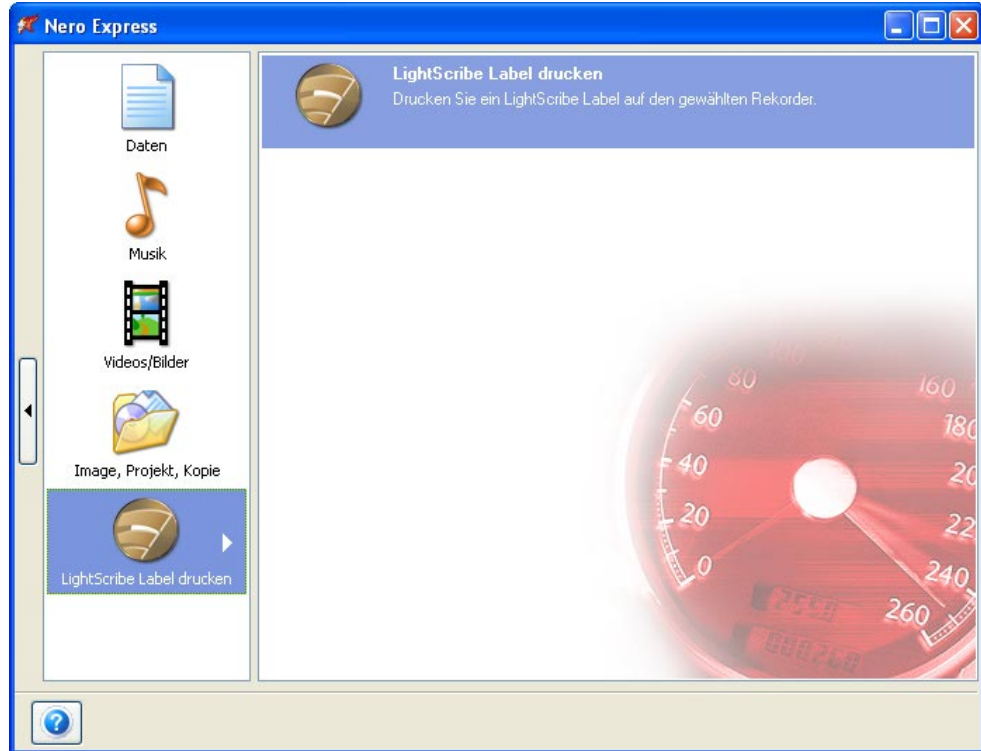 Nero Express
Daten
Musik
Videos/Bilder
Image, Projekt, Kopie
LightScribe Label drucken
LightScribe Label drucken
Drucken Sie ein LightScribe Label auf den gewählten Rekorder.
80
60
40
20
0
160
180
20
22
240
260